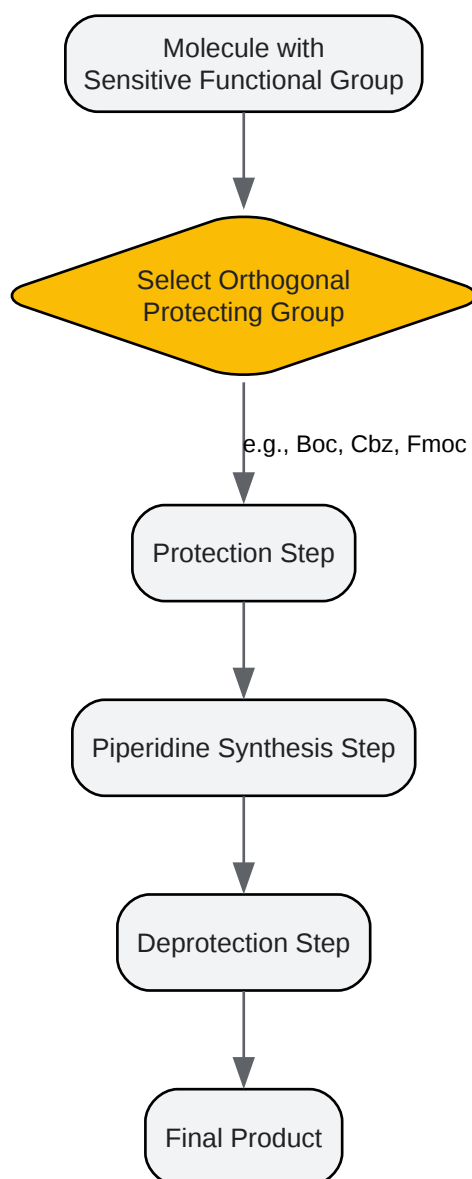 Molecule with
Sensitive Functional Group
Select Orthogonal
Protecting Group
e.g., Boc, Cbz, Fmoc
Protection Step
Piperidine Synthesis Step
Deprotection Step
Final Product